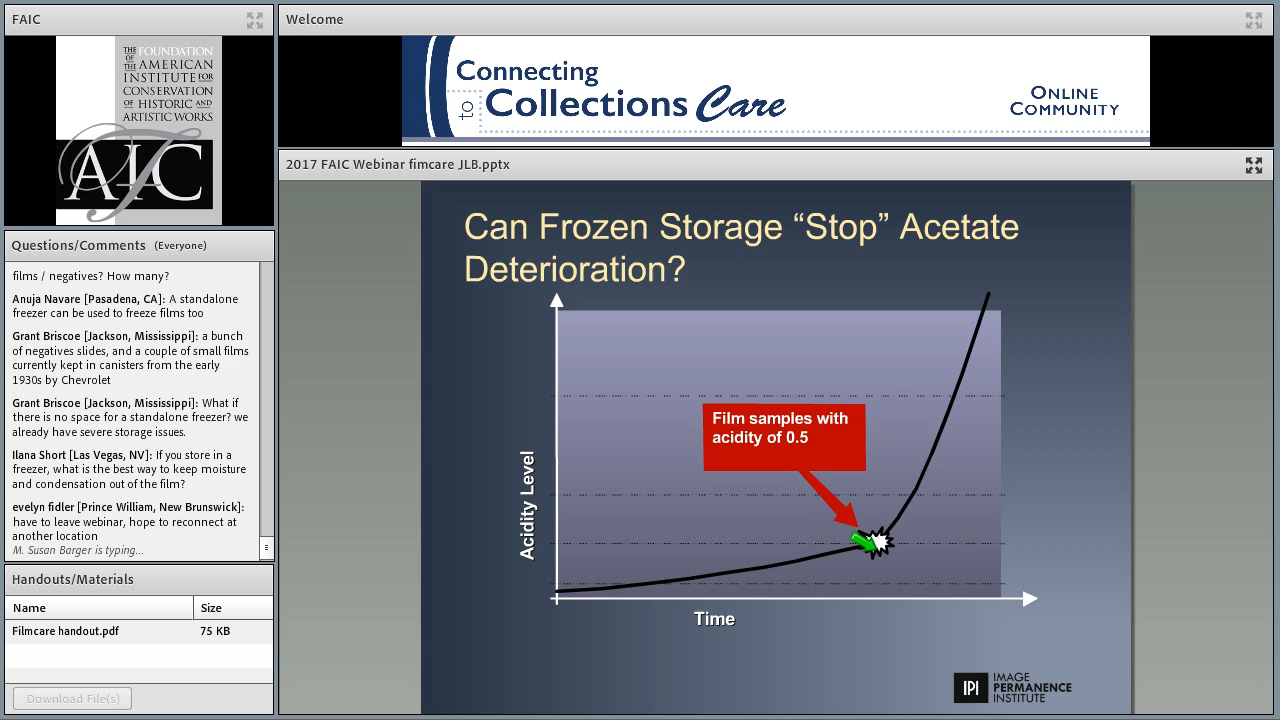 FAIC
THE FOUNDATION
OF THE AMERICAN
INSTITUTE FOR
CONSERVATION
OF HISTORIC AND
ARTISTIC WORKS
AIC
Welcome
Connecting
to Collections Care
ONLINE
COMMUNITY
Questions/Comments (Everyone)
films / negatives? How many?
Anuja Navare [Pasadena, CA]: A standalone
freezer can be used to freeze films too
Grant Briscoe [Jackson, Mississippi]: a bunch
of negatives slides, and a couple of small films
currently kept in canisters from the early
1930s by Chevrolet
Grant Briscoe [Jackson, Mississippi]: What if
there is no space for a standalone freezer? we
already have severe storage issues.
Ilana Short [Las Vegas, NV]: If you store in a
freezer, what is the best way to keep moisture
and condensation out of the film?
evelyn fidler [Prince William, New Brunswick]:
have to leave webinar, hope to reconnect at
another location
M. Susan Barger is typing...
Handouts/Materials
Name Size
Filmcare handout.pdf 75 KB
Download File(s)
2017 FAIC Webinar fimcare JLB.pptx
Can Frozen Storage “Stop” Acetate
Deterioration?
Film samples with
acidity of 0.5
Acidity Level
Time
IPI
IMAGE
PERMANENCE
INSTITUTE